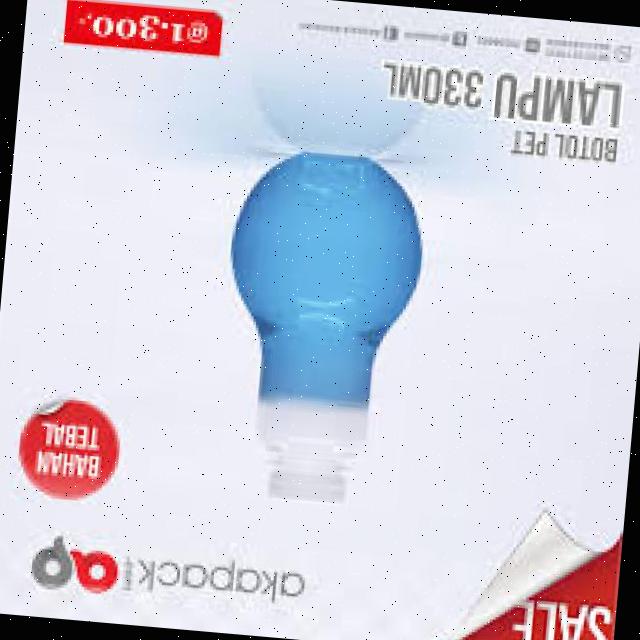 SALE
akapack
BAHAN
TEBAL
BOTOL PET
LAMPU 330ML
@1.300,-